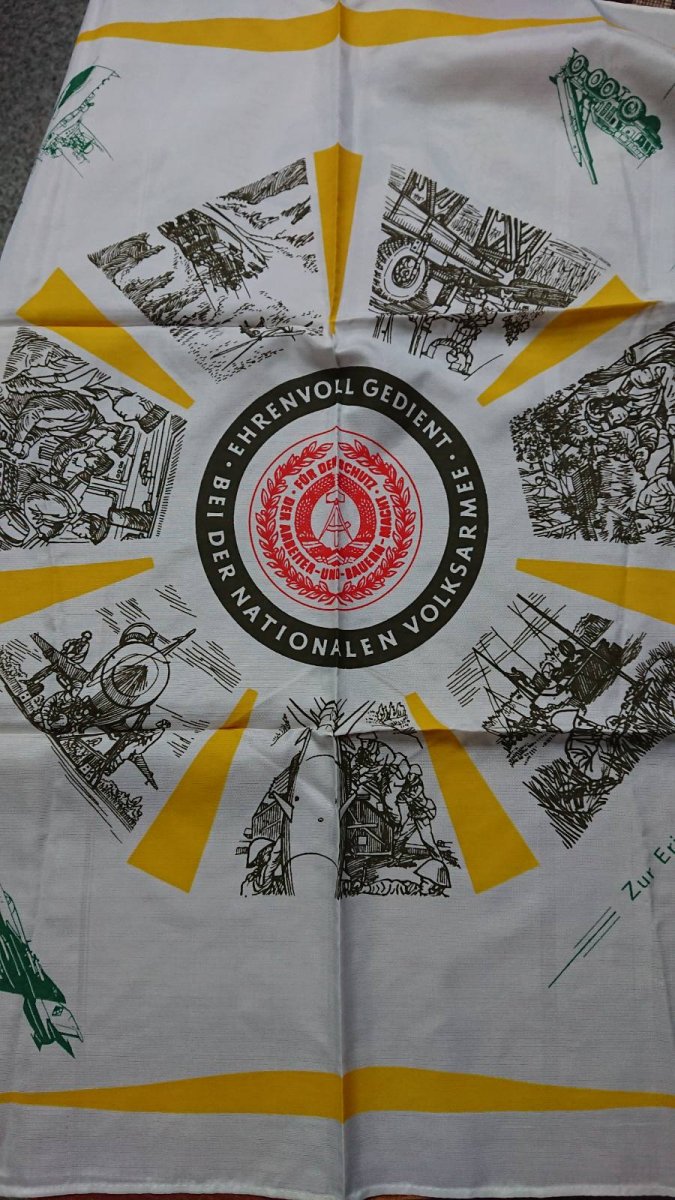 EHRENVOLL GEDIENT ·
BEI DER NATIONALEN VOLKSARMEE ·
FÜR DEN SCHUTZ
DER ARBEITER-UND-BAUERN-MACHT
Zur Eri